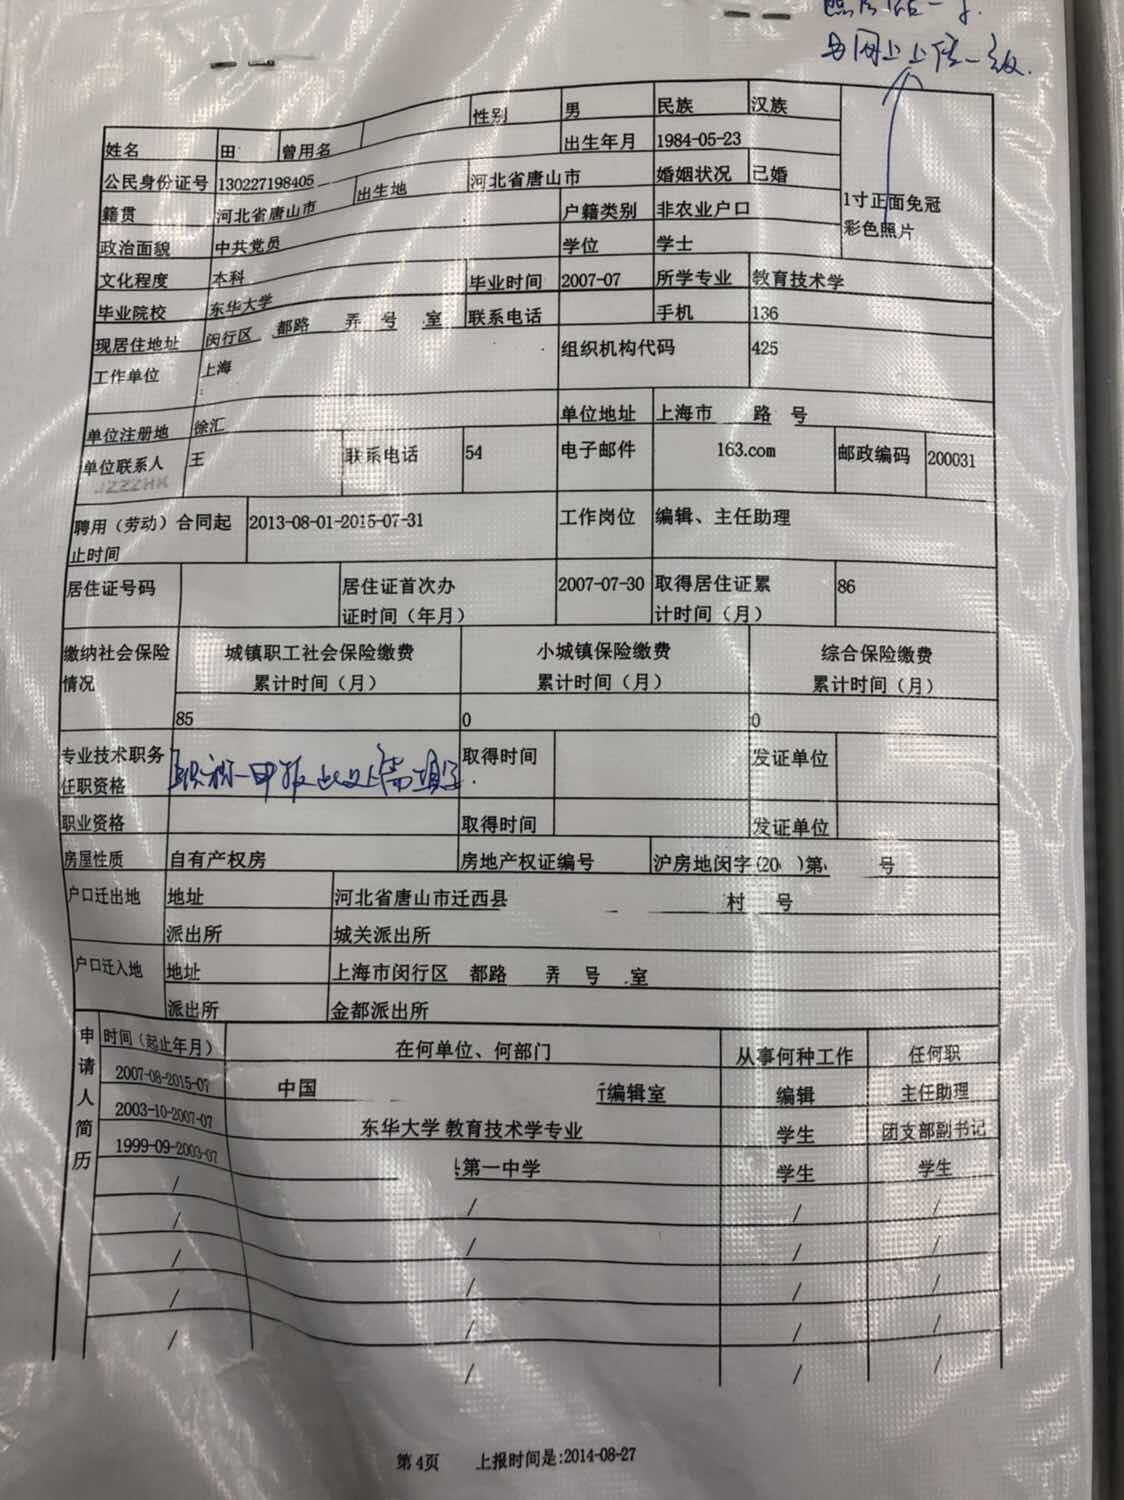 与网上上传一致.
性别 男 民族 汉族
姓名 田 曾用名 出生年月 1984-05-23
公民身份证号 130227198405 出生地 河北省唐山市 婚姻状况 已婚
籍贯 河北省唐山市 户籍类别 非农业户口
1寸正面免冠
彩色照片
政治面貌 中共党员 学位 学士
文化程度 本科 毕业时间 2007-07 所学专业 教育技术学
毕业院校 东华大学 联系电话 手机 136
现居住地址 闵行区 都路 弄 号 室
工作单位 上海 组织机构代码 425
单位注册地 徐汇 单位地址 上海市 路 号
单位联系人 王 联系电话 54 电子邮件 163.com 邮政编码 200031
聘用（劳动）合同起
止时间
2013-08-01-2015-07-31 工作岗位 编辑、主任助理
居住证号码
居住证首次办
证时间（年月）
2007-07-30
取得居住证累
计时间（月）
86
缴纳社会保险
情况
城镇职工社会保险缴费
累计时间（月）
小城镇保险缴费
累计时间（月）
综合保险缴费
累计时间（月）
85 0 0
专业技术职务
任职资格
职称一申报此处需填写.
取得时间 发证单位
职业资格 取得时间 发证单位
房屋性质 自有产权房 房地产权证编号 沪房地闵字(20 )第 号
户口迁出地 地址 河北省唐山市迁西县 村 号
派出所 城关派出所
户口迁入地 地址 上海市闵行区 都路 弄 号 室
派出所 金都派出所
申请人简历
时间（起止年月） 在何单位、何部门 从事何种工作 任何职
2007-08-2015-07 中国 编辑室 编辑 主任助理
2003-10-2007-07 东华大学 教育技术学专业 学生 团支部副书记
1999-09-2003-07 第一中学 学生 学生
/ / / /
/ / / /
/ / / /
/ / / /
/ / / /
第4页 上报时间是:2014-08-27